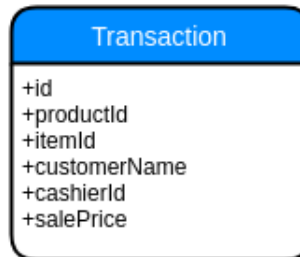 Transaction
+id
+productId
+itemId
+customerName
+cashierId
+salePrice